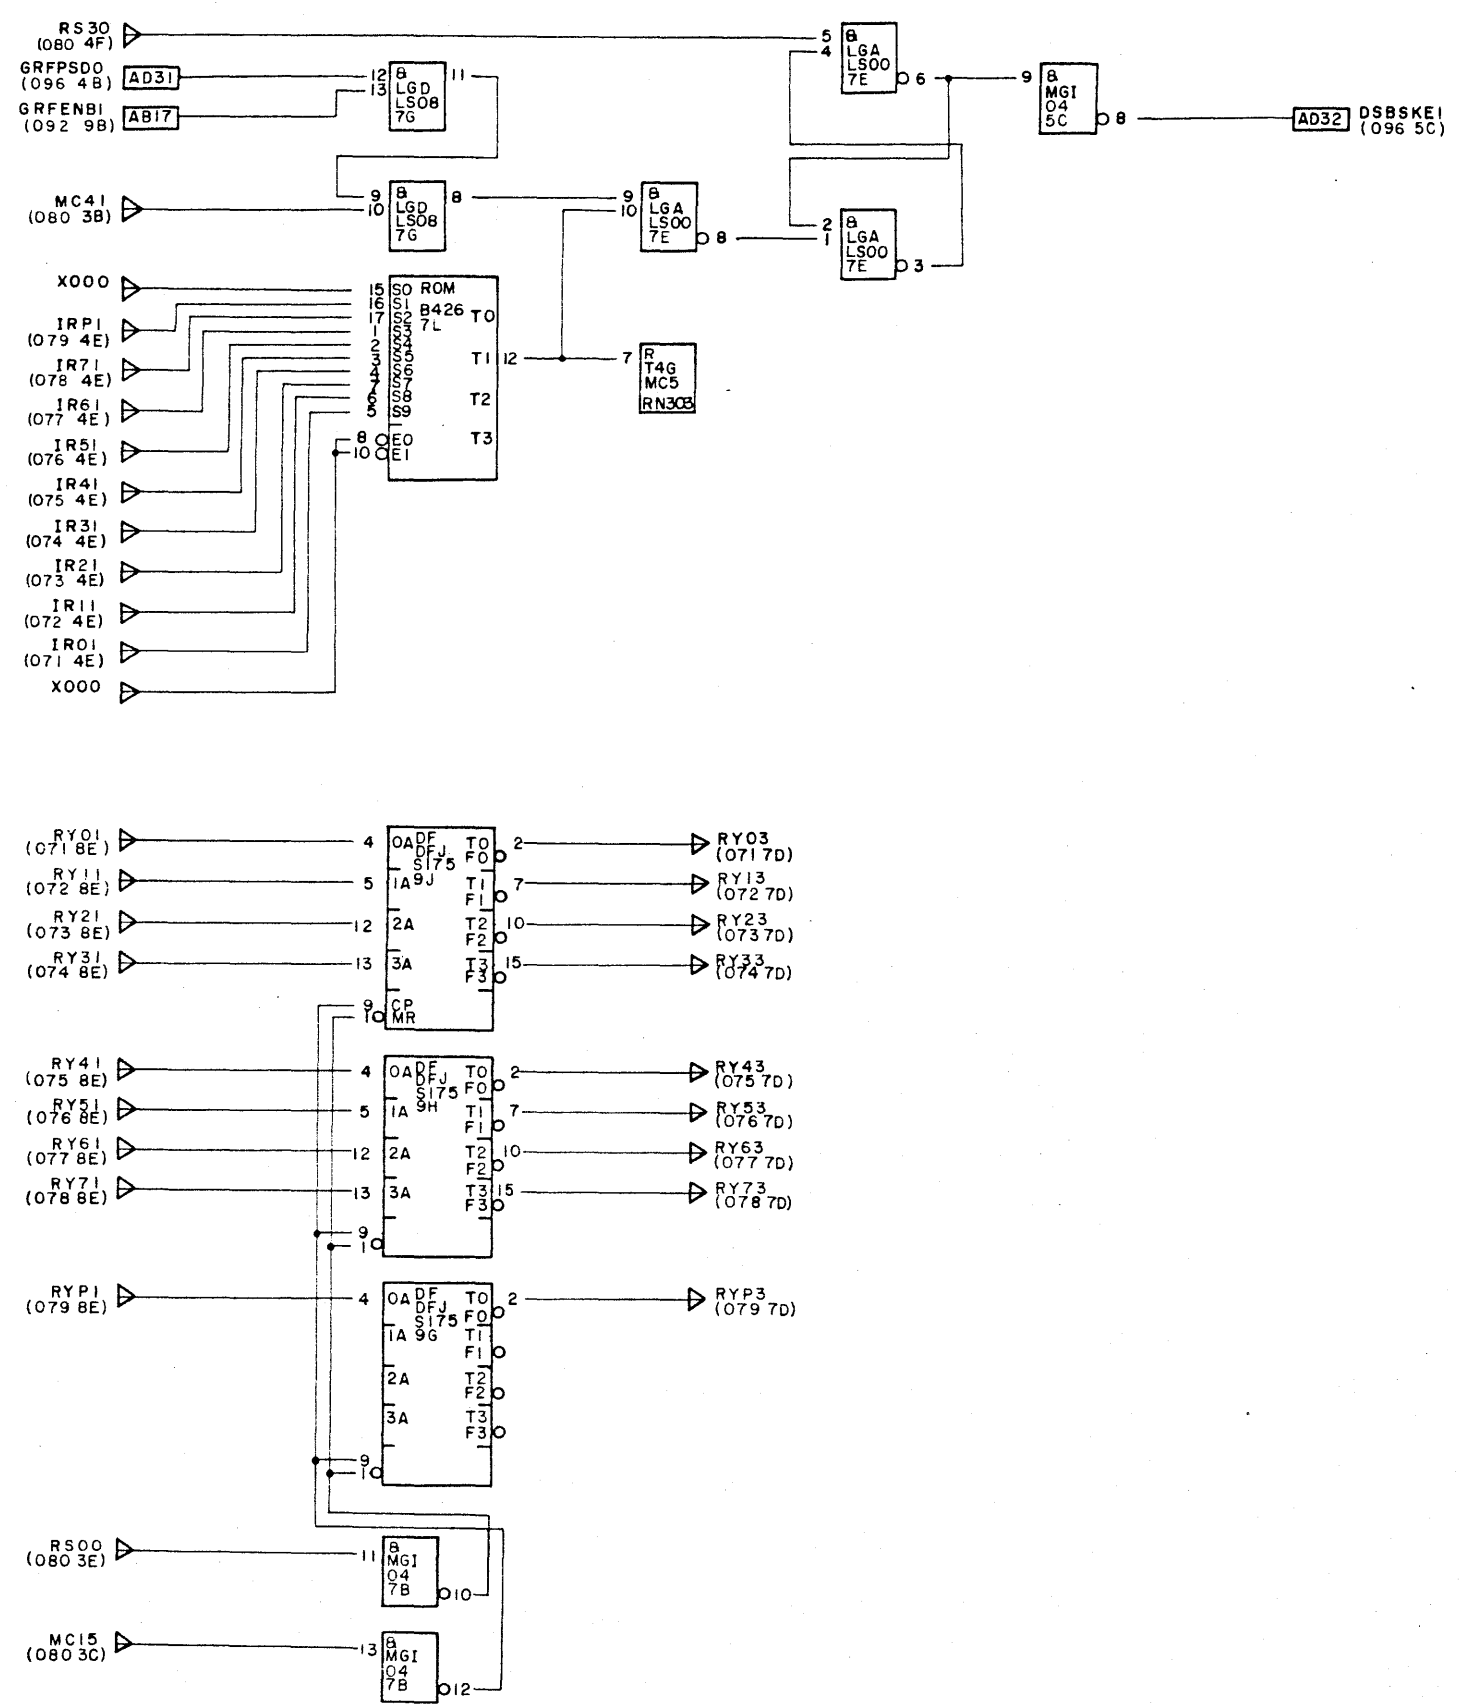 RS30
(080 4F)
GRFPSD0
(096 4B)
AD31
GRFENB1
(092 9B)
AB17
12
13
&
LGD
LS08
7G
11
5
4
&
LGA
LS00
7E
6
9
&
MGI
04
5C
8
AD32
DSBSKE1
(096 5C)
MC41
(080 3B)
9
10
&
LGD
LS08
7G
8
9
10
&
LGA
LS00
7E
8
2
1
&
LGA
LS00
7E
3
X000
IRP1
(079 4E)
IR71
(078 4E)
IR61
(077 4E)
IR51
(076 4E)
IR41
(075 4E)
IR31
(074 4E)
IR21
(073 4E)
IR11
(072 4E)
IR01
(071 4E)
X000
15 S0 ROM
16 S1
17 S2 B426
1 S3 7L T0
2 S4
3 S5 T1 12
4 S6
7 S7
6 S8 T2
5 S9
8 E0 T3
10 E1
7
R
T4G
MC5
RN303
RY01
(071 8E)
RY11
(072 8E)
RY21
(073 8E)
RY31
(074 8E)
4 0A DF T0 2
DFJ
S175 F0
5 1A 9J T1 7
F1
12 2A T2 10
F2
13 3A T3 15
F3
9 CP
1 MR
RY03
(071 7D)
RY13
(072 7D)
RY23
(073 7D)
RY33
(074 7D)
RY41
(075 8E)
RY51
(076 8E)
RY61
(077 8E)
RY71
(078 8E)
4 0A DF T0 2
DFJ
S175 F0
5 1A 9H T1 7
F1
12 2A T2 10
F2
13 3A T3 15
F3
9
1
RY43
(075 7D)
RY53
(076 7D)
RY63
(077 7D)
RY73
(078 7D)
RYP1
(079 8E)
4 0A DF T0 2
DFJ
S175 F0
1A 9G T1
F1
2A T2
F2
3A T3
F3
9
1
RYP3
(079 7D)
RS00
(080 3E)
11
&
MGI
04
7B
10
MC15
(080 3C)
13
&
MGI
04
7B
12